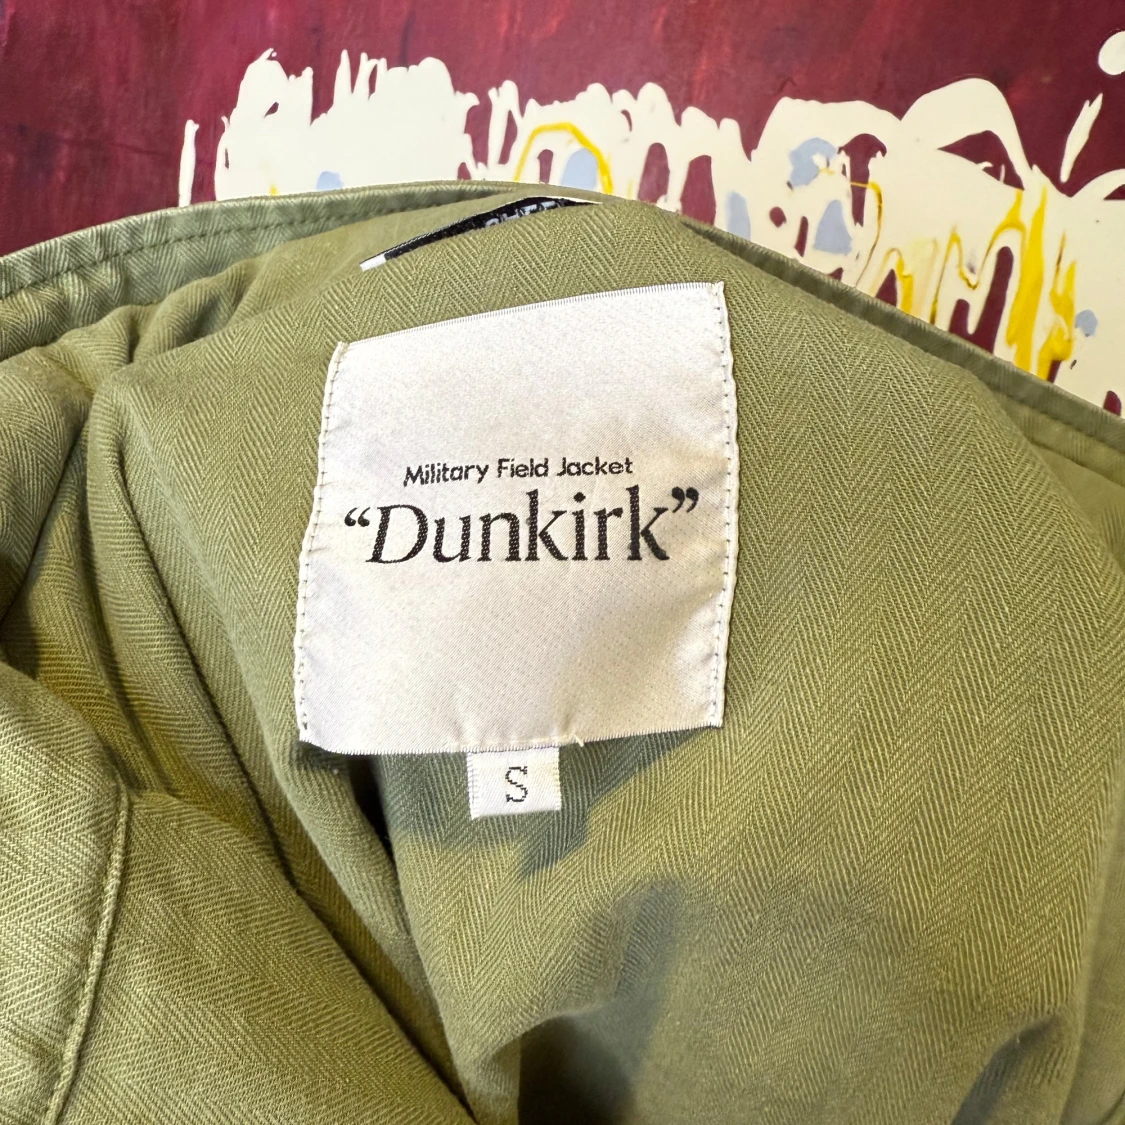 Military Field Jacket
“Dunkirk”
S